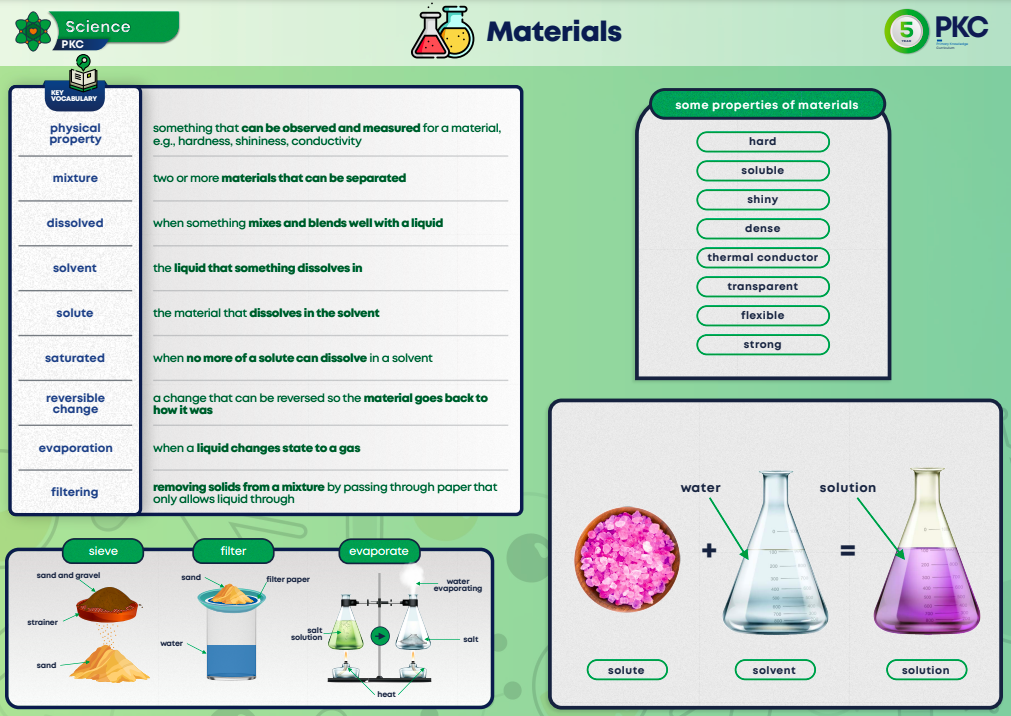 Science
PKC
Materials
5
YEAR
PKC
Primary Knowledge
Curriculum
KEY
VOCABULARY
physical
property
something that can be observed and measured for a material,
e.g., hardness, shininess, conductivity
mixture
two or more materials that can be separated
dissolved
when something mixes and blends well with a liquid
solvent
the liquid that something dissolves in
solute
the material that dissolves in the solvent
saturated
when no more of a solute can dissolve in a solvent
reversible
change
a change that can be reversed so the material goes back to
how it was
evaporation
when a liquid changes state to a gas
filtering
removing solids from a mixture by passing through paper that
only allows liquid through
some properties of materials
hard
soluble
shiny
dense
thermal conductor
transparent
flexible
strong
sieve
sand and gravel
strainer
sand
filter
sand
filter paper
water
evaporate
water
evaporating
salt
solution
salt
heat
water
solution
+
=
solute
solvent
solution